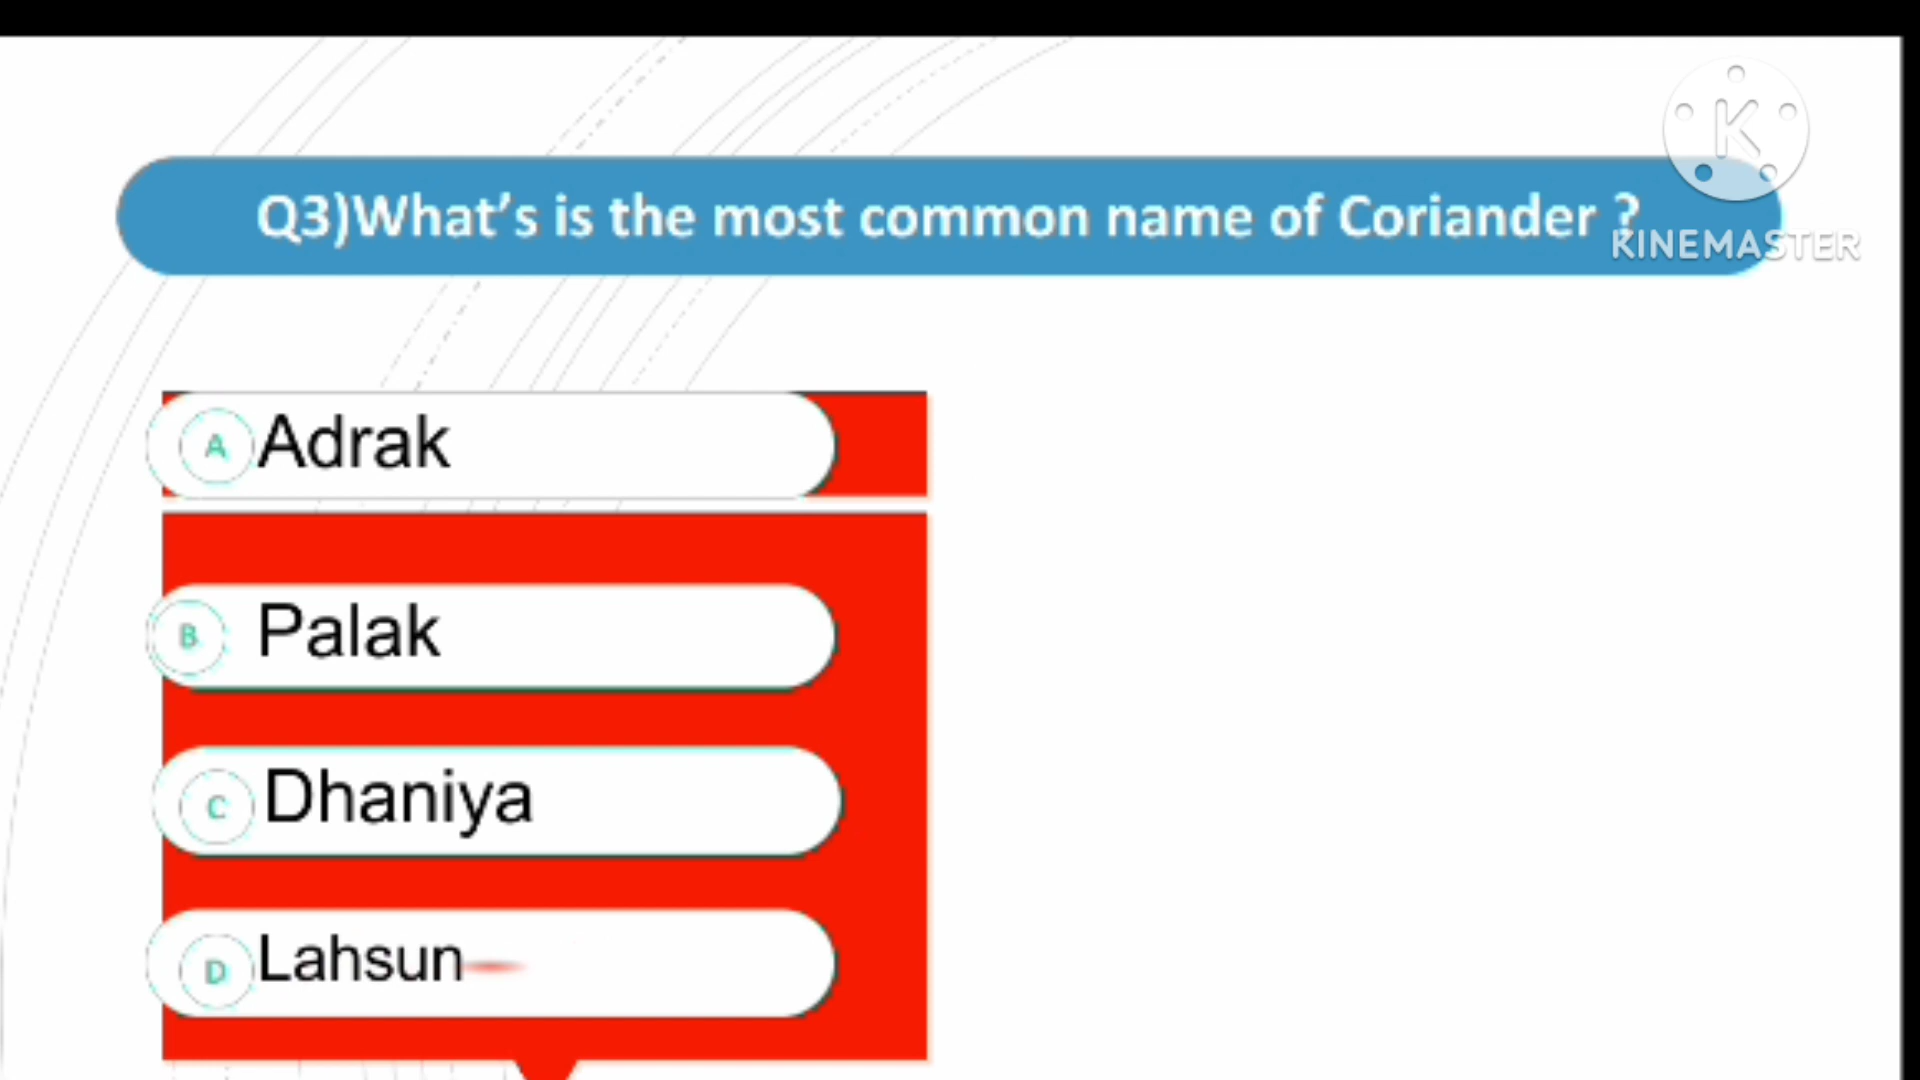 Q3)What's is the most common name of Coriander ?
K
KINEMASTER
A Adrak
B Palak
C Dhaniya
D Lahsun